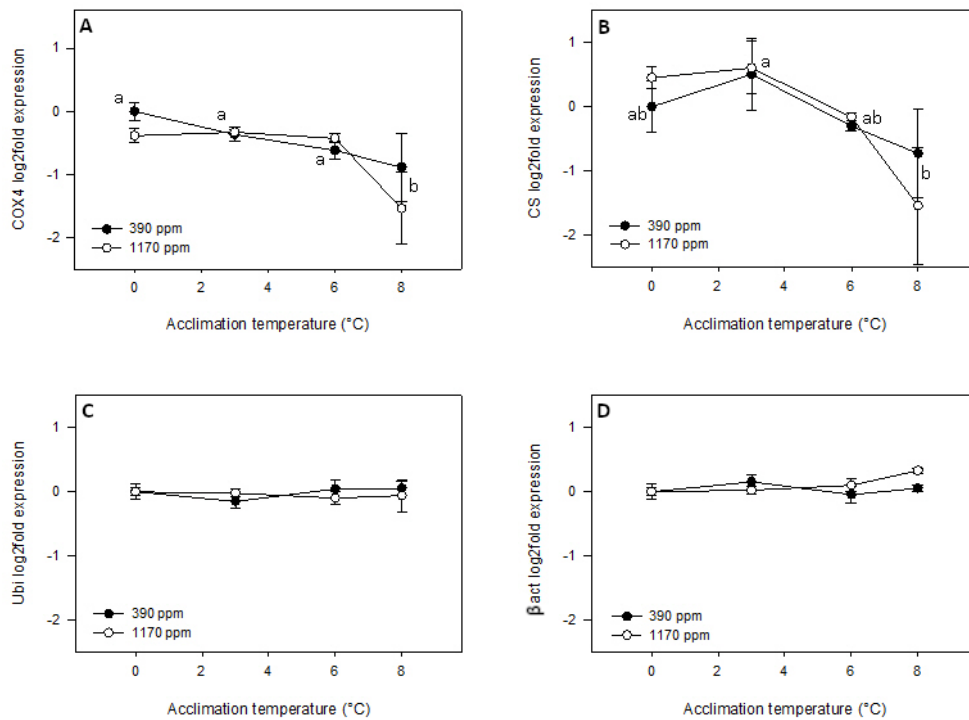 A
COX4 log2fold expression
1
0
-1
-2
a
a
a
b
390 ppm
1170 ppm
0 2 4 6 8
Acclimation temperature (°C)
B
CS log2fold expression
1
0
-1
-2
ab
a
ab
b
390 ppm
1170 ppm
0 2 4 6 8
Acclimation temperature (°C)
C
Ubi log2fold expression
1
0
-1
-2
390 ppm
1170 ppm
0 2 4 6 8
Acclimation temperature (°C)
D
βact log2fold expression
1
0
-1
-2
390 ppm
1170 ppm
0 2 4 6 8
Acclimation temperature (°C)